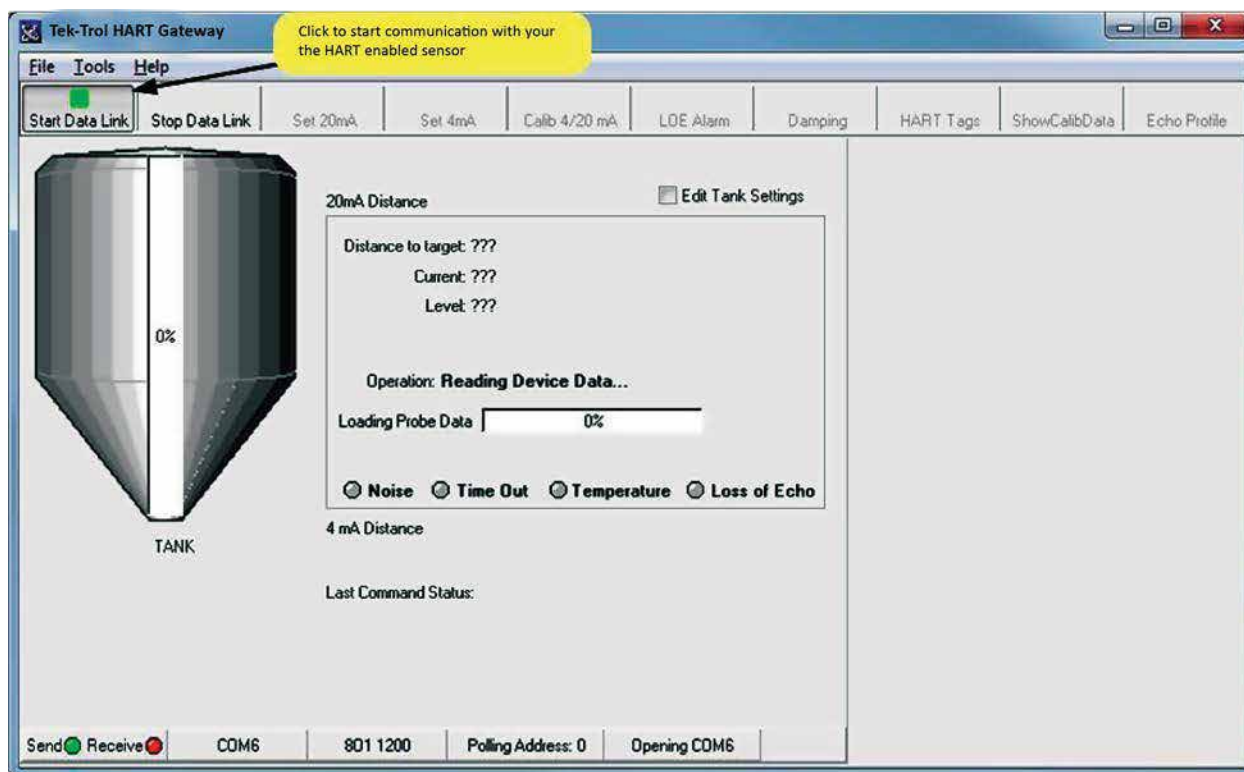 Tek-Trol HART Gateway
Click to start communication with your
the HART enabled sensor
File Tools Help
Start Data Link Stop Data Link Set 20mA Set 4mA Calib 4/20 mA LOE Alarm Damping HART Tags ShowCalibData Echo Profile
20mA Distance Edit Tank Settings
Distance to target: ???
Current: ???
Level: ???
0%
Operation: Reading Device Data...
Loading Probe Data 0%
Noise Time Out Temperature Loss of Echo
4 mA Distance
TANK
Last Command Status:
Send Receive COM6 8O1 1200 Polling Address: 0 Opening COM6